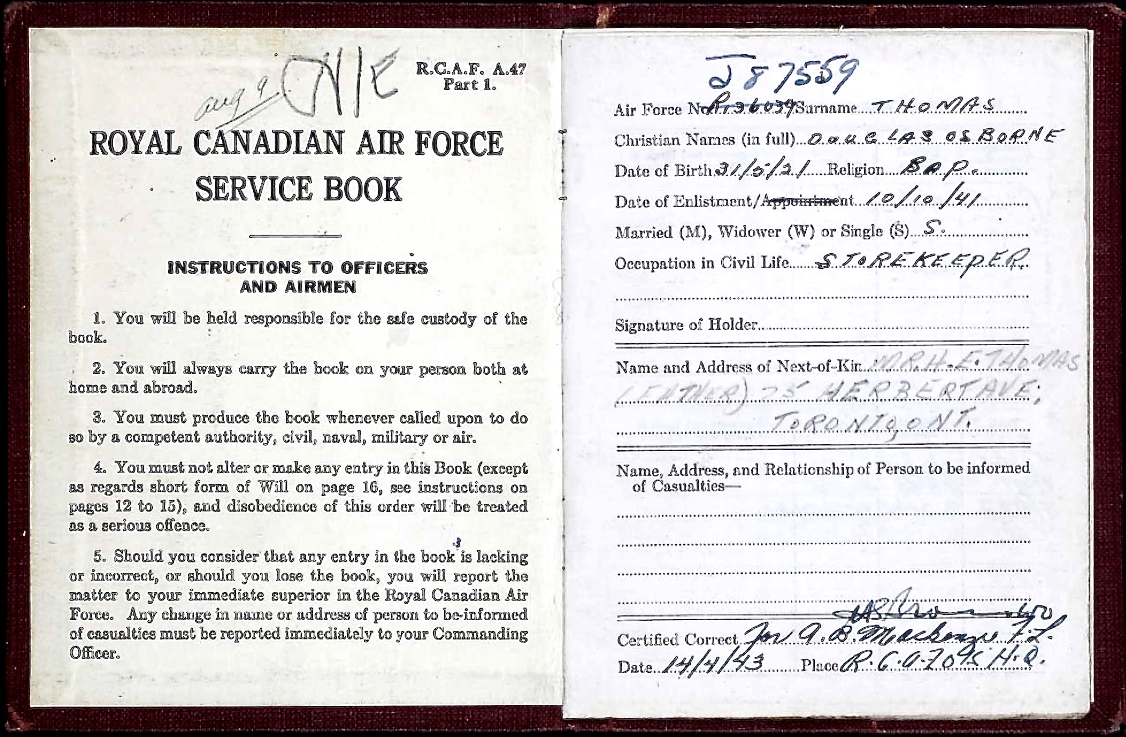 aug 9. N/E
R.C.A.F. A.47
Part 1.
ROYAL CANADIAN AIR FORCE
SERVICE BOOK
INSTRUCTIONS TO OFFICERS
AND AIRMEN
1. You will be held responsible for the safe custody of the
book.
2. You will always carry the book on your person both at
home and abroad.
3. You must produce the book whenever called upon to do
so by a competent authority, civil, naval, military or air.
4. You must not alter or make any entry in this Book (except
as regards short form of Will on page 16, see instructions on
pages 12 to 15), and disobedience of this order will be treated
as a serious offence.
5. Should you consider that any entry in the book is lacking
or incorrect, or should you lose the book, you will report the
matter to your immediate superior in the Royal Canadian Air
Force. Any change in name or address of person to be informed
of casualties must be reported immediately to your Commanding
Officer.
J87559
Air Force No. R136039 Surname THOMAS
Christian Names (in full) DOUGLAS OSBORNE
Date of Birth 31/5/21 Religion BAP.
Date of Enlistment/Appointment 10/10/41
Married (M), Widower (W) or Single (S) S.
Occupation in Civil Life STOREKEEPER
Signature of Holder
Name and Address of Next-of-Kin MR. H. E. THOMAS
(FATHER) 75 HERBERT AVE;
TORONTO, ONT.
Name, Address, and Relationship of Person to be informed
of Casualties—
Certified Correct for A. B. Mackenzie F.L.
Date 14/4/43 Place R.C.A.F. O/S H.Q.